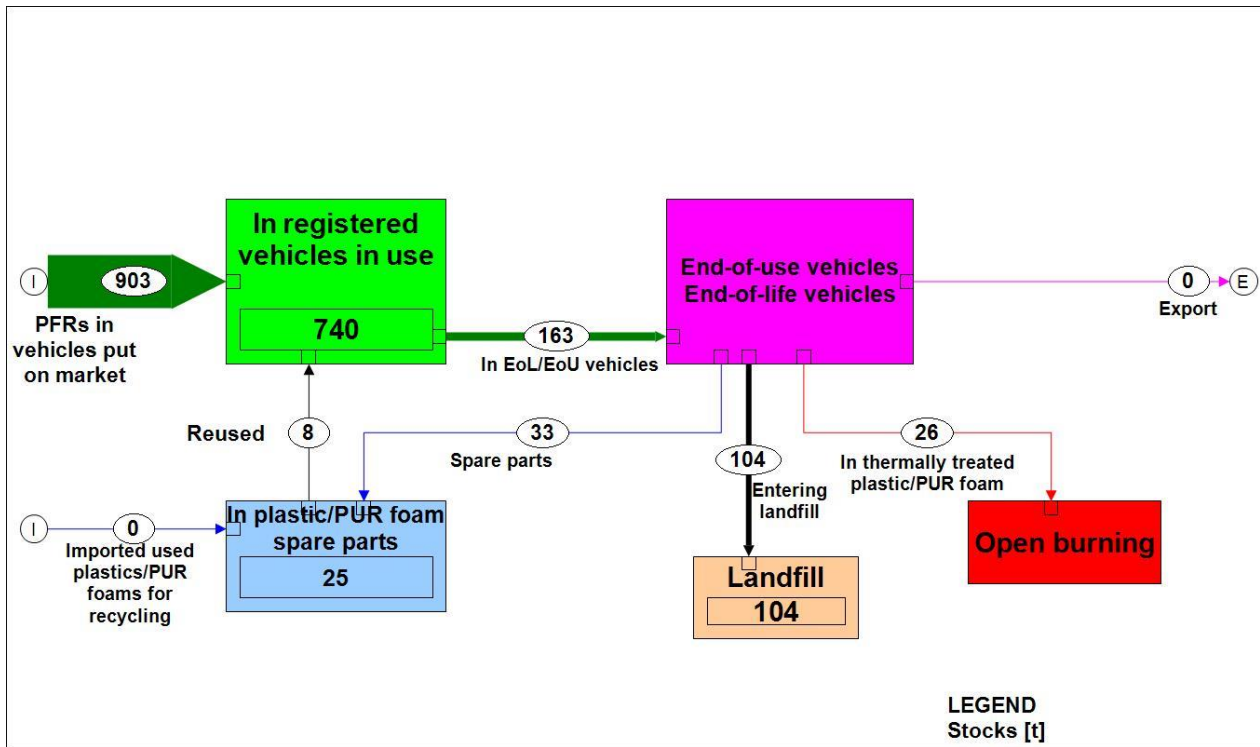 In registered
vehicles in use
740
I
903
PFRs in
vehicles put
on market
163
In EoL/EoU vehicles
End-of-use vehicles
End-of-life vehicles
0
E
Export
Reused
8
33
Spare parts
104
Entering
landfill
26
In thermally treated
plastic/PUR foam
I
0
Imported used
plastics/PUR
foams for
recycling
In plastic/PUR foam
spare parts
25
Landfill
104
Open burning
LEGEND
Stocks [t]